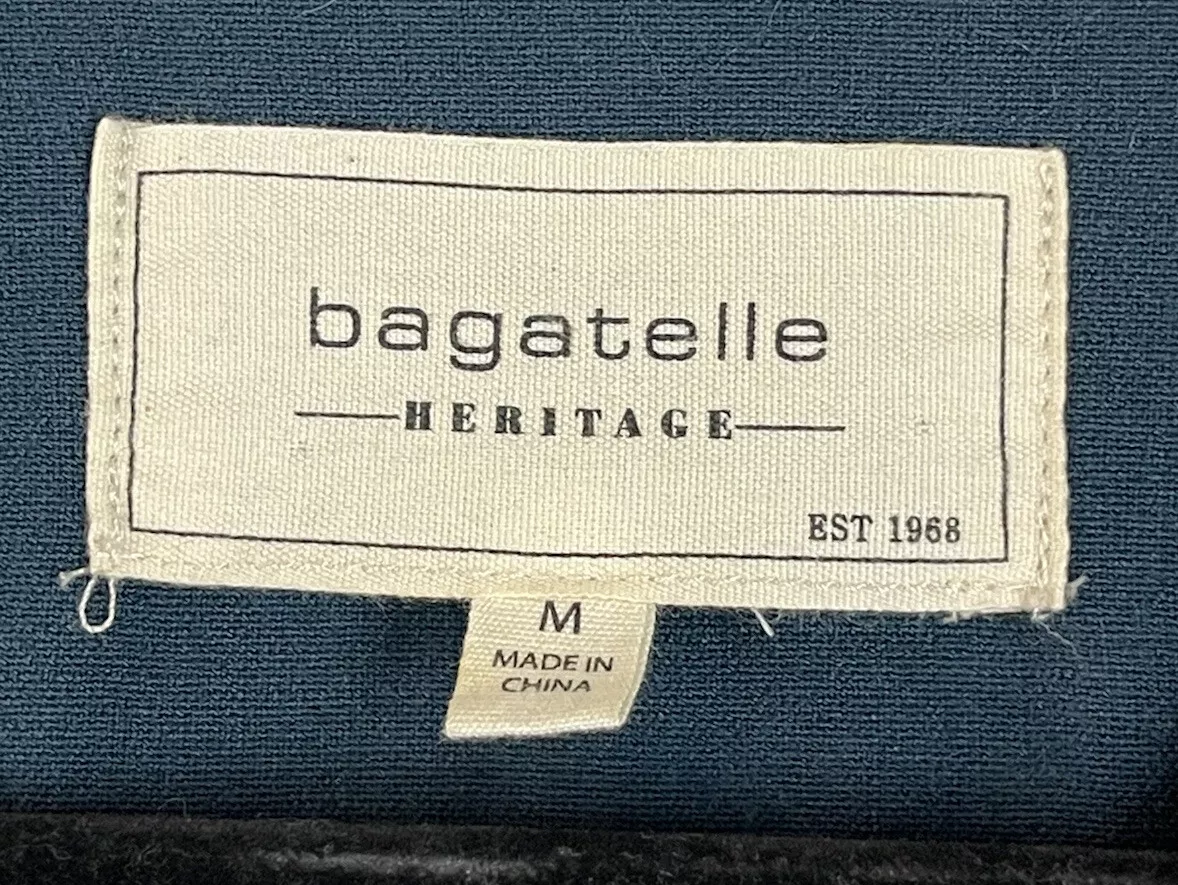 bagatelle
HERITAGE
EST 1968
M
MADE IN
CHINA